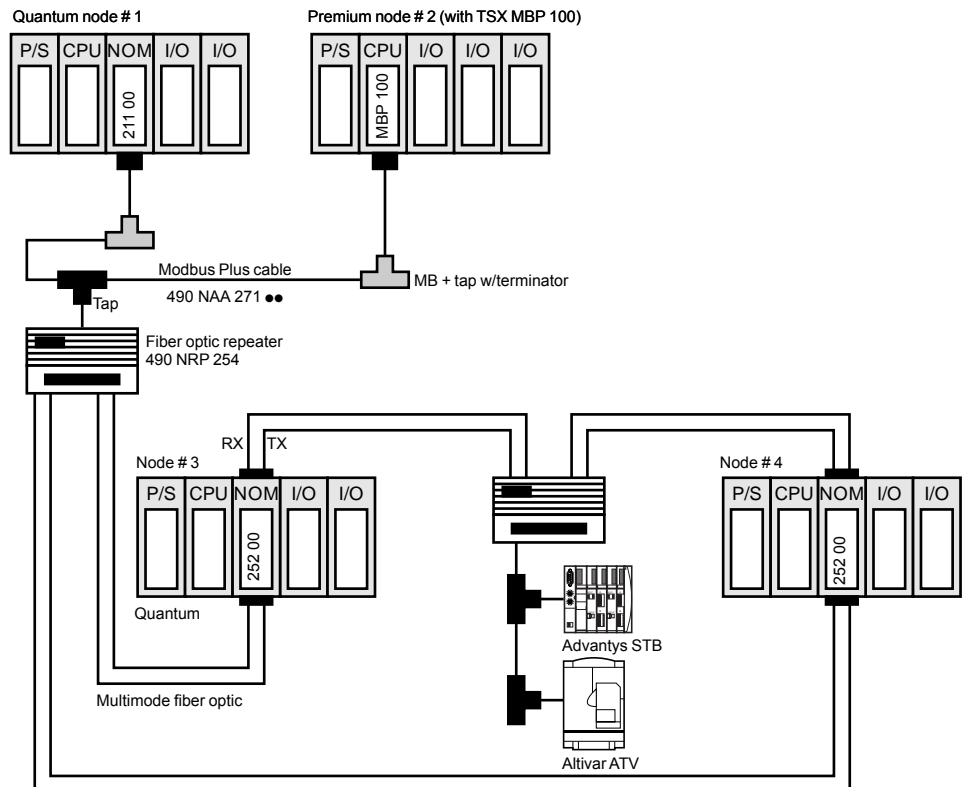 Quantum node # 1
Premium node # 2 (with TSX MBP 100)
P/S CPU NOM I/O I/O
211 00
P/S CPU I/O I/O I/O
MBP 100
Modbus Plus cable
490 NAA 271 ●●
MB + tap w/terminator
Tap
Fiber optic repeater
490 NRP 254
RX TX
Node # 3
P/S CPU NOM I/O I/O
252 00
Quantum
Multimode fiber optic
Node # 4
P/S CPU NOM I/O I/O
252 00
Advantys STB
Altivar ATV